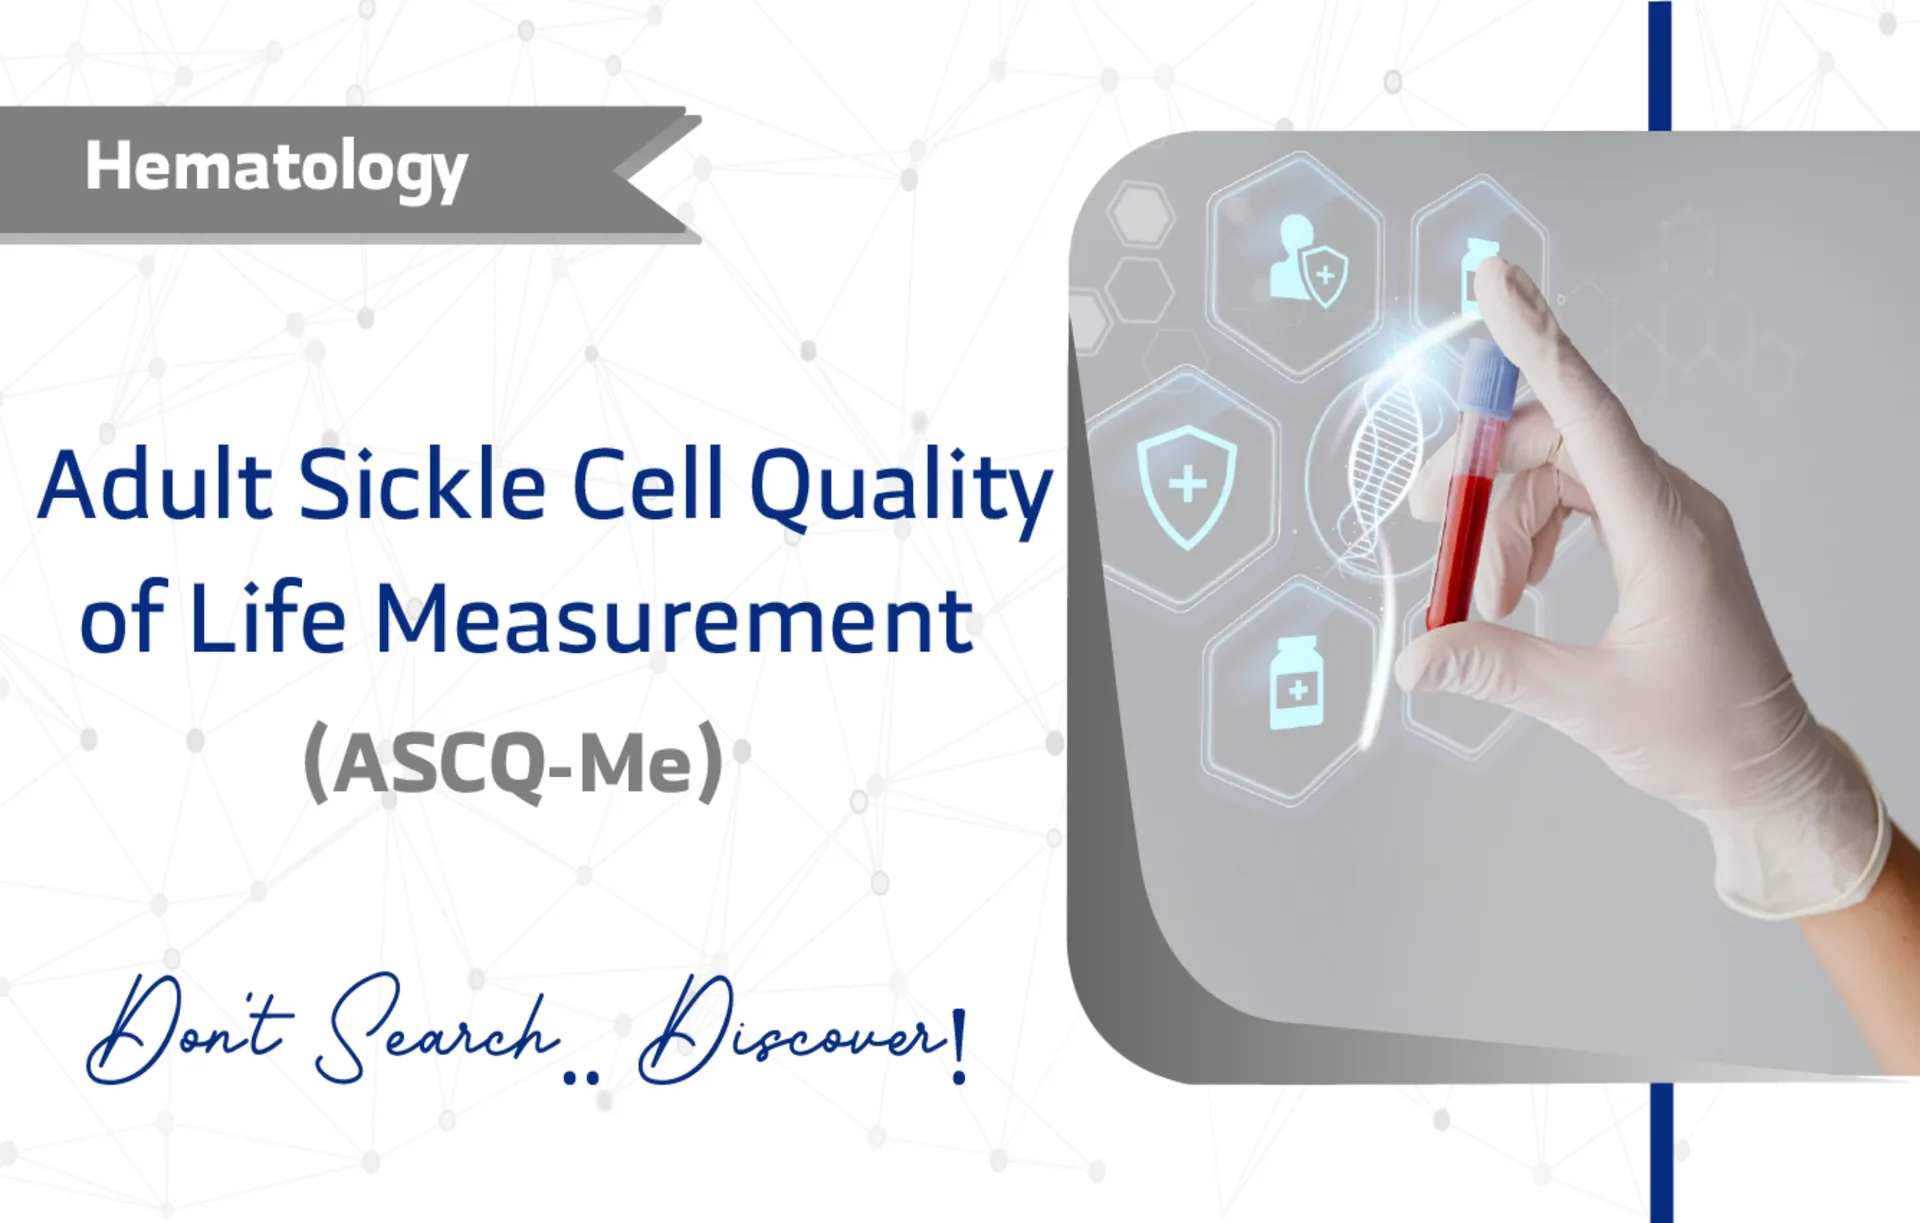 Hematology
Adult Sickle Cell Quality
of Life Measurement
(ASCQ-Me)
Don't Search.. Discover!